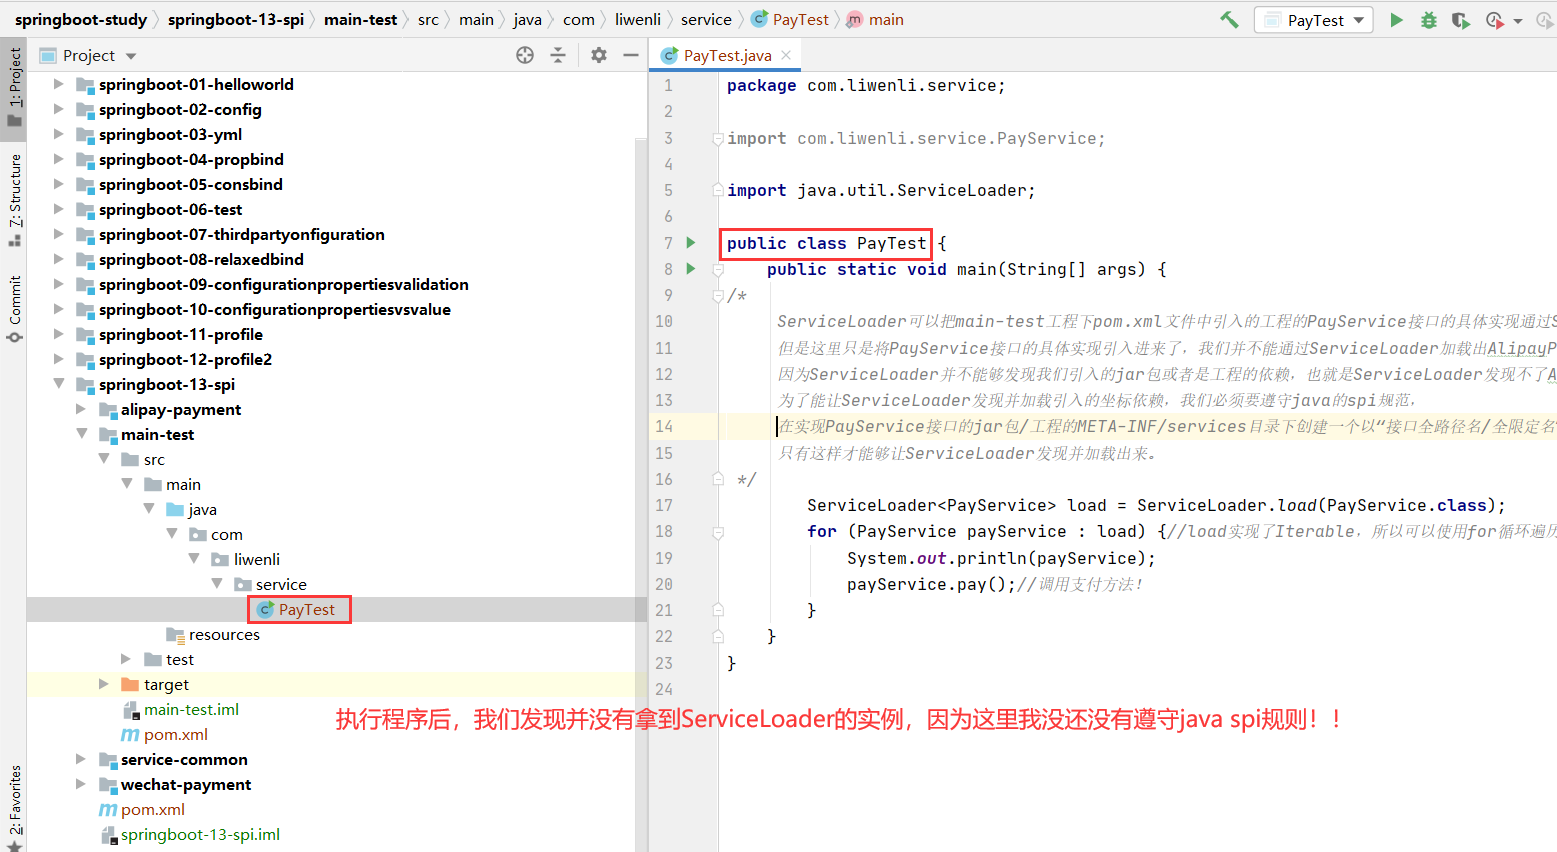 springboot-study 〉 springboot-13-spi 〉 main-test 〉 src 〉 main 〉 java 〉 com 〉 liwenli 〉 service 〉 PayTest 〉 main
PayTest
Project
PayTest.java
1: Project
7: Structure
Commit
2: Favorites
springboot-01-helloworld
springboot-02-config
springboot-03-yml
springboot-04-propbind
springboot-05-consbind
springboot-06-test
springboot-07-thirdpartyonfiguration
springboot-08-relaxedbind
springboot-09-configurationpropertiesvalidation
springboot-10-configurationpropertiesvsvalue
springboot-11-profile
springboot-12-profile2
springboot-13-spi
alipay-payment
main-test
src
main
java
com
liwenli
service
PayTest
resources
test
target
main-test.iml
pom.xml
service-common
wechat-payment
pom.xml
springboot-13-spi.iml
1 package com.liwenli.service;
2
3 import com.liwenli.service.PayService;
4
5 import java.util.ServiceLoader;
6
7 public class PayTest {
8 public static void main(String[] args) {
9 /*
10 ServiceLoader可以把main-test工程下pom.xml文件中引入的工程的PayService接口的具体实现通过S
11 但是这里只是将PayService接口的具体实现引入进来了，我们并不能通过ServiceLoader加载出AlipayP
12 因为ServiceLoader并不能够发现我们引入的jar包或者是工程的依赖，也就是ServiceLoader发现不了A
13 为了能让ServiceLoader发现并加载引入的坐标依赖，我们必须要遵守java的spi规范，
14 在实现PayService接口的jar包/工程的META-INF/services目录下创建一个以“接口全路径名/全限定名"
15 只有这样才能够让ServiceLoader发现并加载出来。
16 */
17 ServiceLoader<PayService> load = ServiceLoader.load(PayService.class);
18 for (PayService payService : load) {//load实现了Iterable，所以可以使用for循环遍历
19 System.out.println(payService);
20 payService.pay();//调用支付方法！
21 }
22 }
23 }
24
执行程序后，我们发现并没有拿到ServiceLoader的实例，因为这里我没还没有遵守java spi规则！！